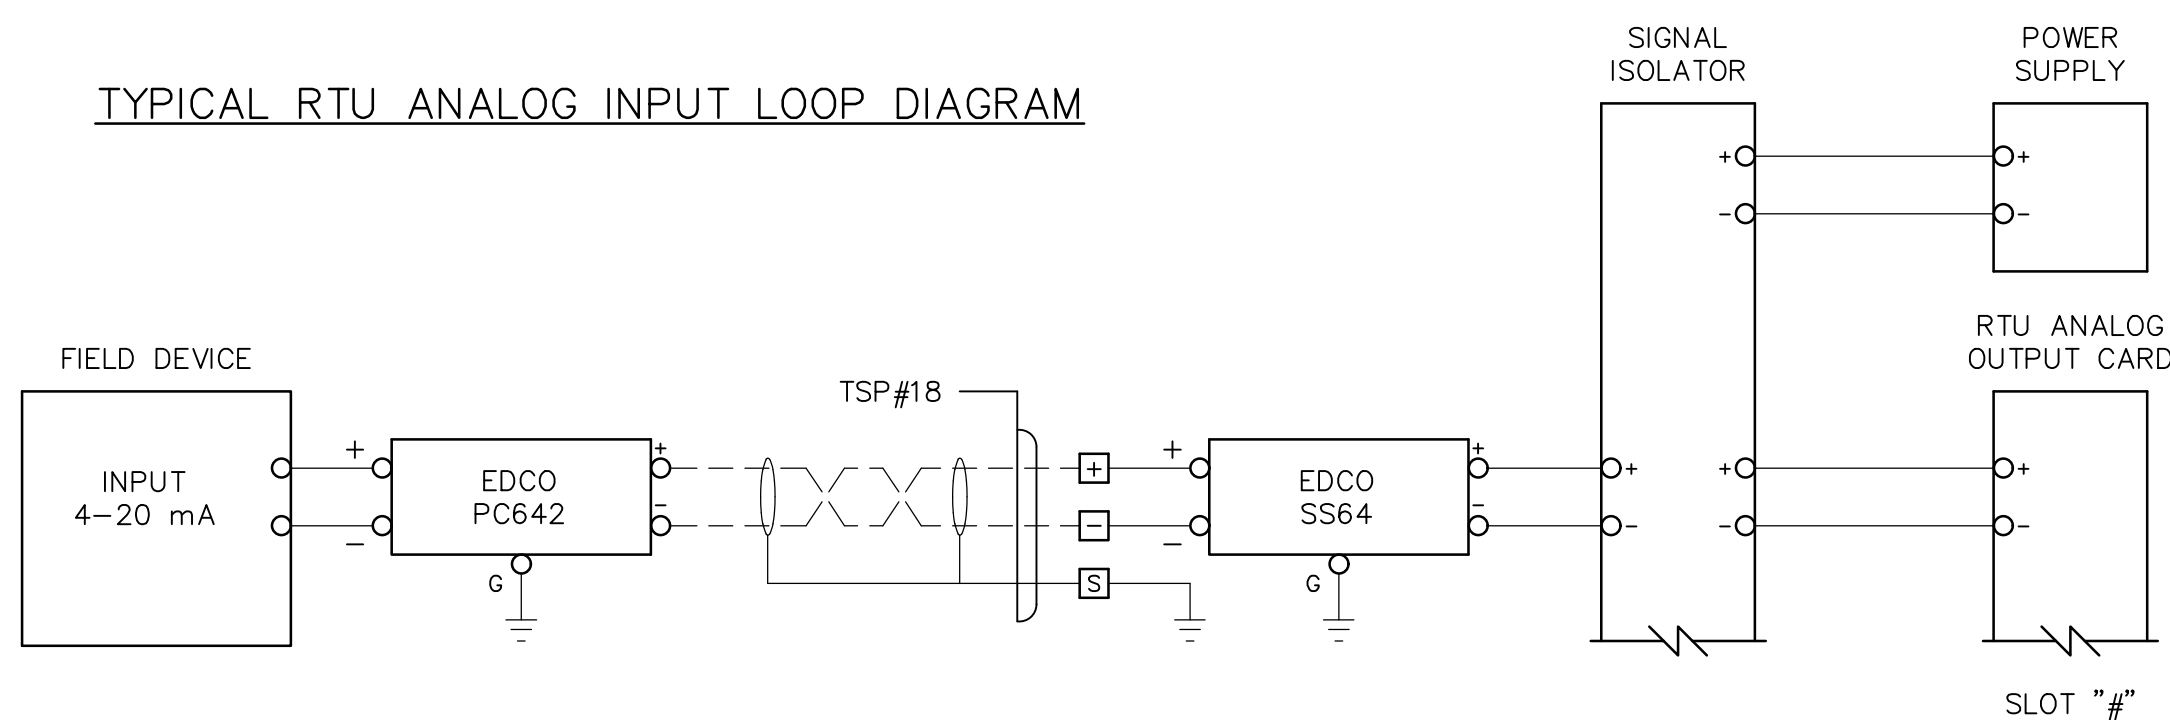 TYPICAL RTU ANALOG INPUT LOOP DIAGRAM
SIGNAL
ISOLATOR
POWER
SUPPLY
+ +
- -
RTU ANALOG
OUTPUT CARD
FIELD DEVICE
TSP#18
INPUT
4-20 mA
+
-
EDCO
PC642
+
-
G
+
-
S
+
-
EDCO
SS64
+
-
G
+ + +
- - -
SLOT "#"